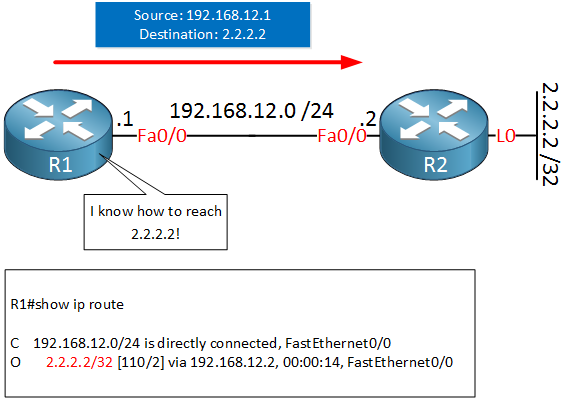 Source: 192.168.12.1
Destination: 2.2.2.2
192.168.12.0 /24
.1
.2
Fa0/0
Fa0/0
L0
2.2.2.2 /32
R1
R2
I know how to reach
2.2.2.2!
R1#show ip route
C 192.168.12.0/24 is directly connected, FastEthernet0/0
O 2.2.2.2/32 [110/2] via 192.168.12.2, 00:00:14, FastEthernet0/0